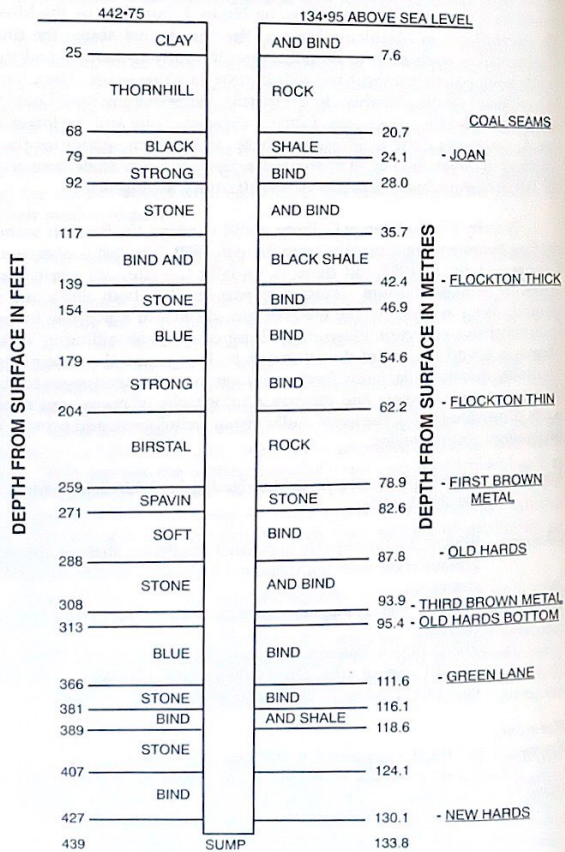 442·75 134·95 ABOVE SEA LEVEL
CLAY AND BIND
25 7.6
THORNHILL ROCK
COAL SEAMS
68 20.7
BLACK SHALE
79 24.1 - JOAN
STRONG BIND
92 28.0
STONE AND BIND
117 35.7
BIND AND BLACK SHALE
139 42.4 - FLOCKTON THICK
STONE BIND
154 46.9
BLUE BIND
179 54.6
STRONG BIND
204 62.2 - FLOCKTON THIN
BIRSTAL ROCK
259 78.9 - FIRST BROWN
METAL
SPAVIN STONE
271 82.6
SOFT BIND
288 87.8 - OLD HARDS
STONE AND BIND
308 93.9 - THIRD BROWN METAL
313 95.4 - OLD HARDS BOTTOM
BLUE BIND
366 111.6 - GREEN LANE
STONE BIND
381 116.1
BIND AND SHALE
389 118.6
STONE
407 124.1
BIND
427 130.1 - NEW HARDS
439 SUMP 133.8
DEPTH FROM SURFACE IN FEET
DEPTH FROM SURFACE IN METRES